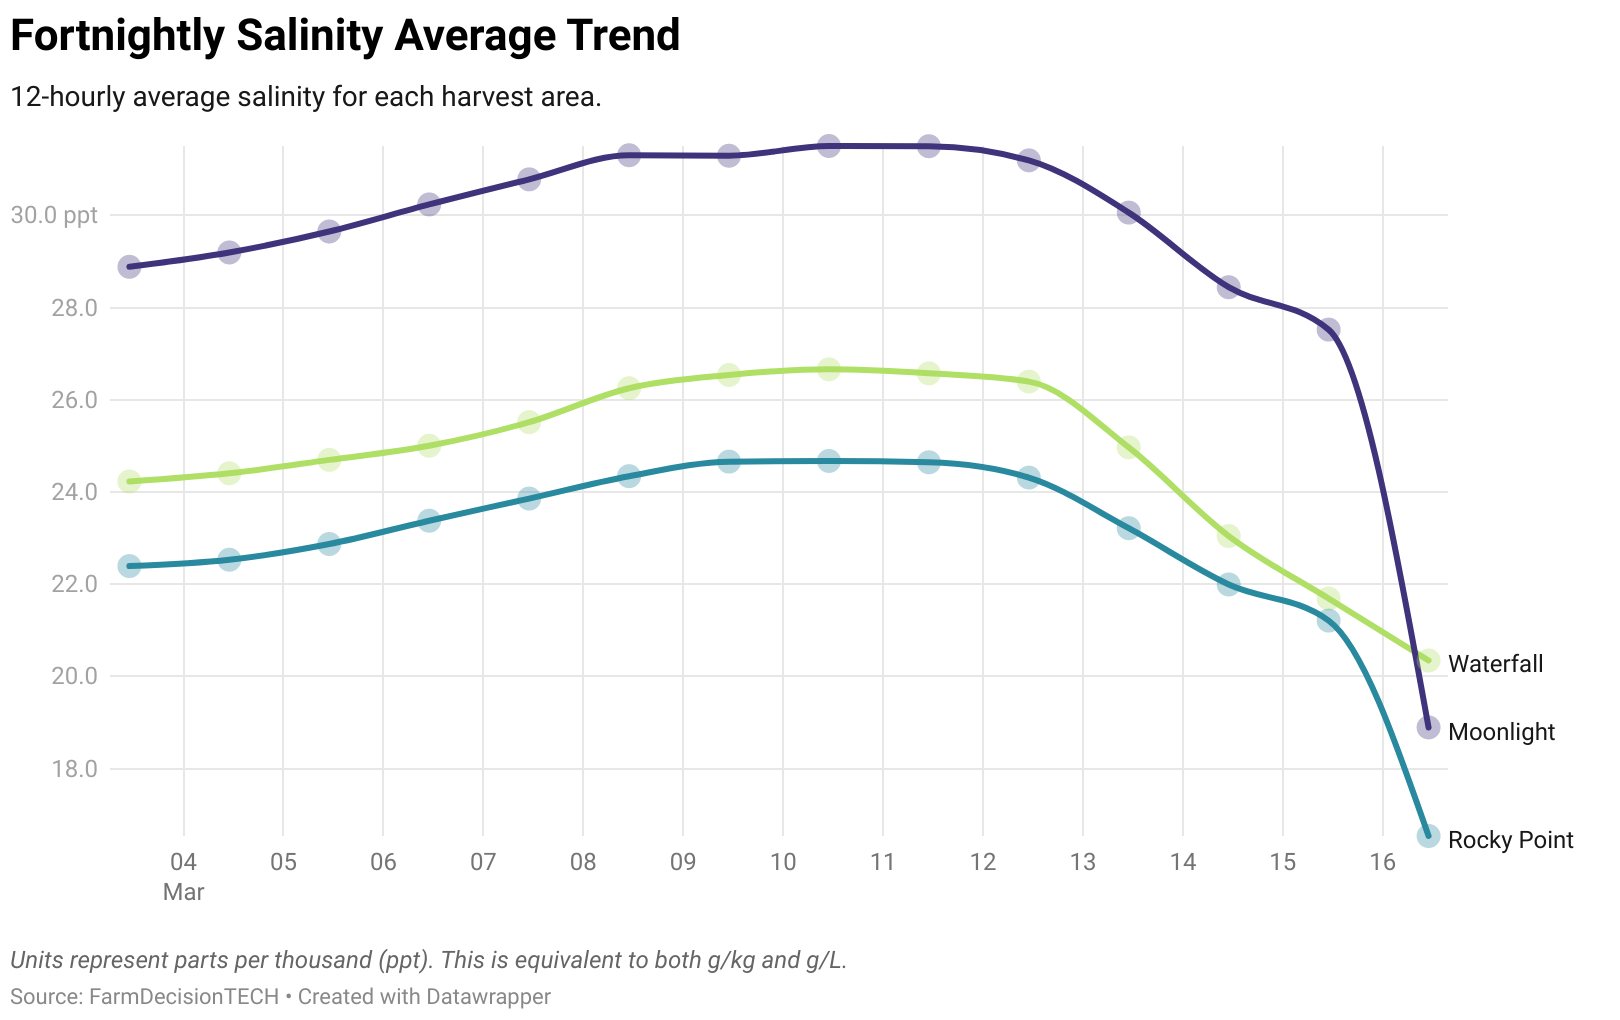 Fortnightly Salinity Average Trend
12-hourly average salinity for each harvest area.
30.0 ppt
28.0
26.0
24.0
22.0
20.0
18.0
Waterfall
Moonlight
Rocky Point
04 05 06 07 08 09 10 11 12 13 14 15 16
Mar
Units represent parts per thousand (ppt). This is equivalent to both g/kg and g/L.
Source: FarmDecisionTECH • Created with Datawrapper